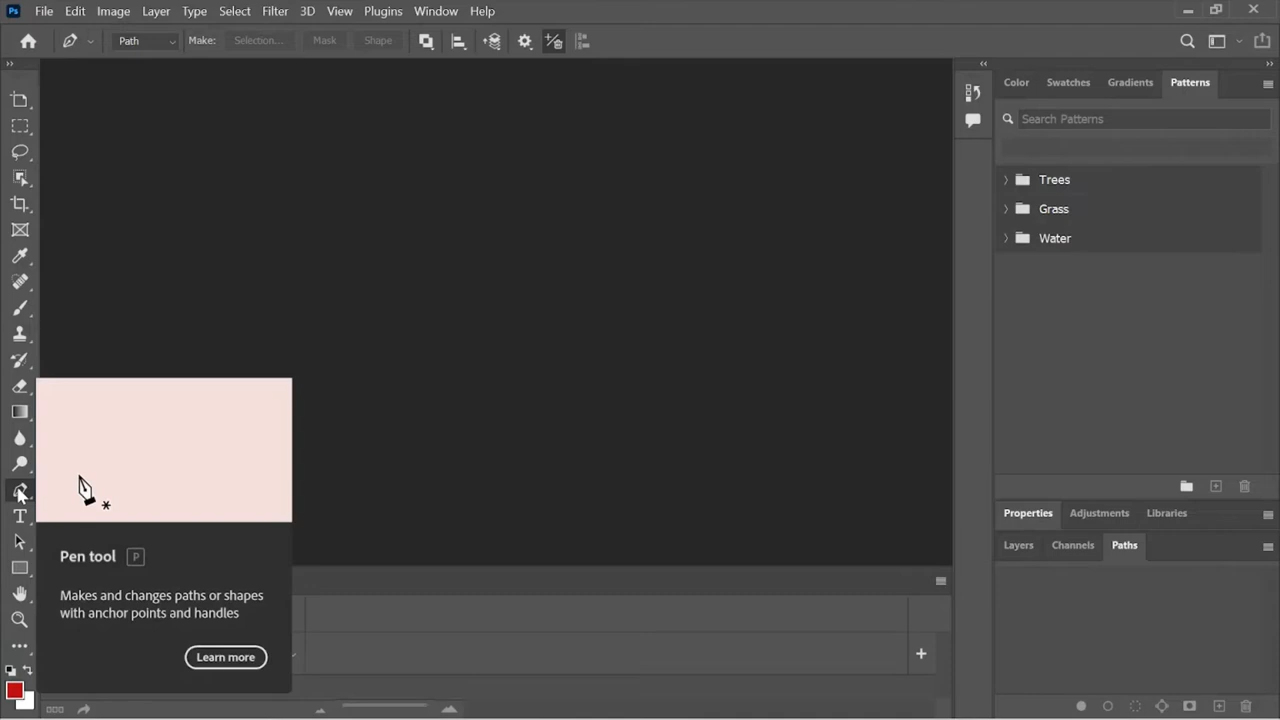 Ps File Edit Image Layer Type Select Filter 3D View Plugins Window Help
Path Make: Selection... Mask Shape
Color Swatches Gradients Patterns
Search Patterns
Trees
Grass
Water
Properties Adjustments Libraries
Layers Channels Paths
T
Pen tool P
Makes and changes paths or shapes
with anchor points and handles
Learn more